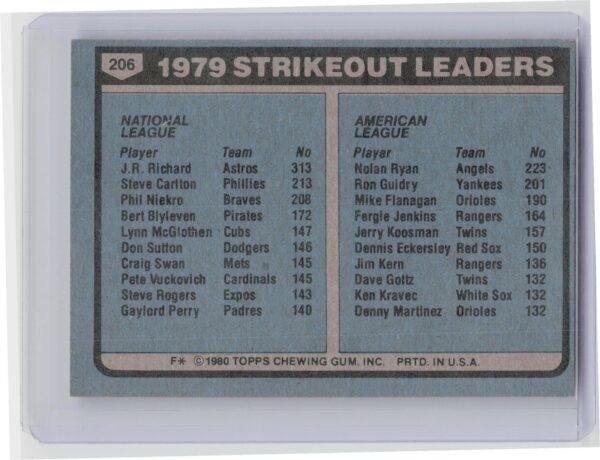 206
1979 STRIKEOUT LEADERS
NATIONAL
LEAGUE
Player Team No
J.R. Richard Astros 313
Steve Carlton Phillies 213
Phil Niekro Braves 208
Bert Blyleven Pirates 172
Lynn McGlothen Cubs 147
Don Sutton Dodgers 146
Craig Swan Mets 145
Pete Vuckovich Cardinals 145
Steve Rogers Expos 143
Gaylord Perry Padres 140
AMERICAN
LEAGUE
Player Team No
Nolan Ryan Angels 223
Ron Guidry Yankees 201
Mike Flanagan Orioles 190
Fergie Jenkins Rangers 164
Jerry Koosman Twins 157
Dennis Eckersley Red Sox 150
Jim Kern Rangers 136
Dave Goltz Twins 132
Ken Kravec White Sox 132
Denny Martinez Orioles 132
F* ©1980 TOPPS CHEWING GUM, INC. PRTD. IN U.S.A.